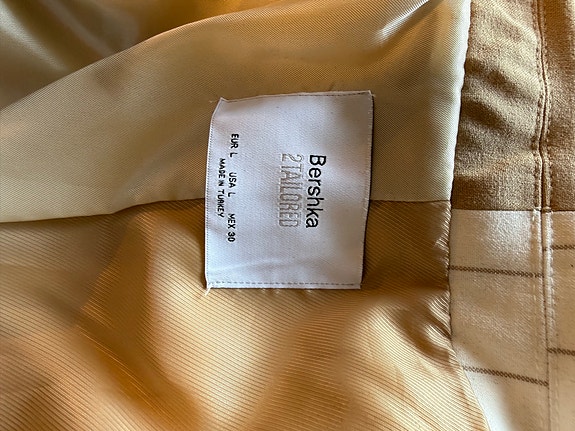 Bershka
2TAILORED
EUR L   USA L   MEX 30
MADE IN TURKEY